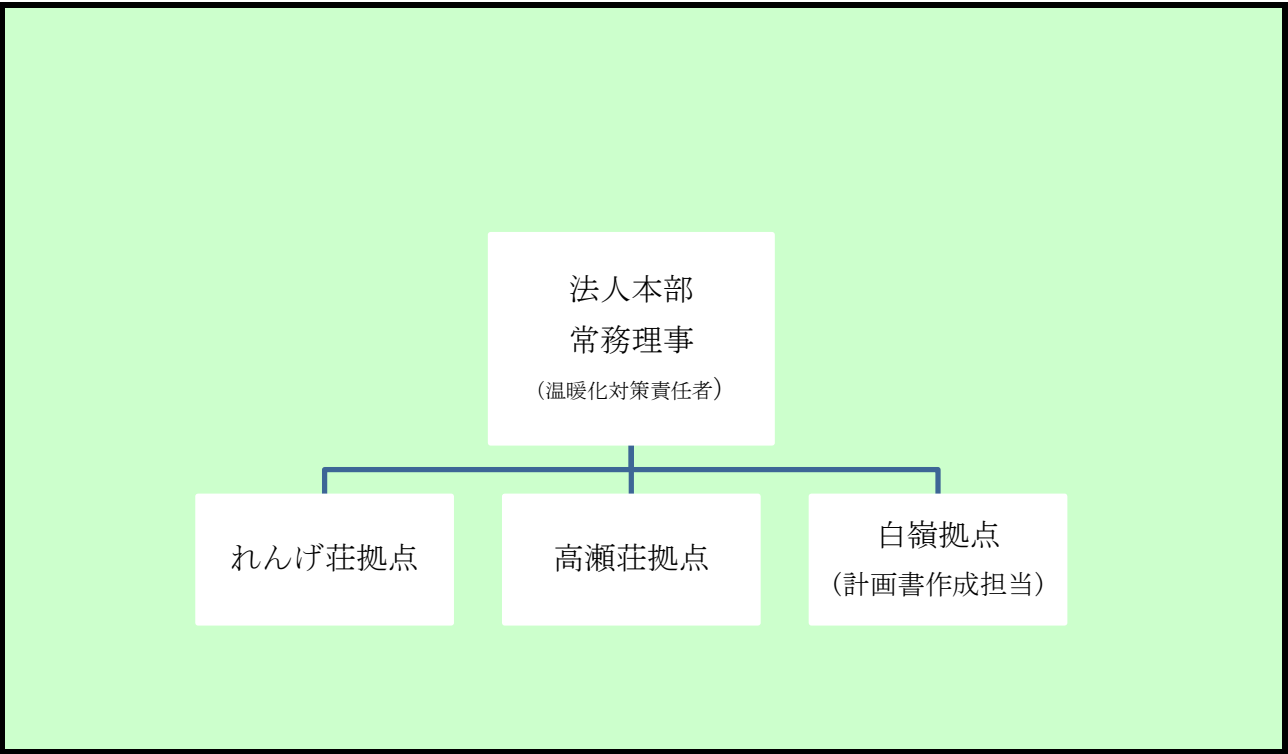 法人本部
常務理事
（温暖化対策責任者）
れんげ荘拠点
高瀬荘拠点
白嶺拠点
（計画書作成担当）